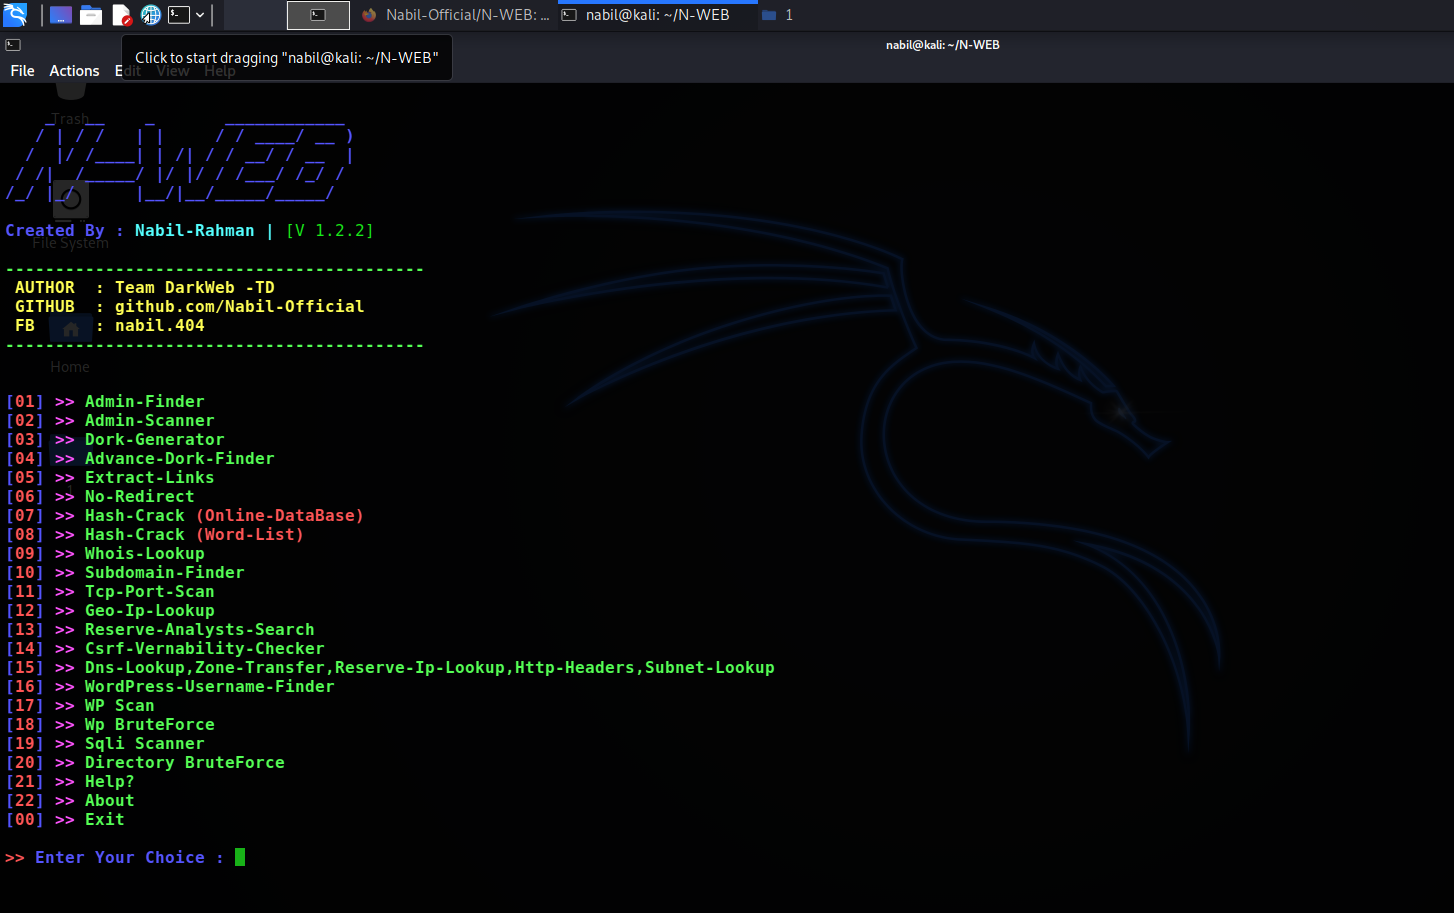 Nabil-Official/N-WEB: ...
nabil@kali: ~/N-WEB
1
nabil@kali: ~/N-WEB
Click to start dragging "nabil@kali: ~/N-WEB"
File Actions Edit View Help
Trash
N-WEB
Created By : Nabil-Rahman | [V 1.2.2]
File System
------------------------------------------
AUTHOR : Team DarkWeb -TD
GITHUB : github.com/Nabil-Official
FB : nabil.404
------------------------------------------
Home
[01] >> Admin-Finder
[02] >> Admin-Scanner
[03] >> Dork-Generator
[04] >> Advance-Dork-Finder
[05] >> Extract-Links
[06] >> No-Redirect
[07] >> Hash-Crack (Online-DataBase)
[08] >> Hash-Crack (Word-List)
[09] >> Whois-Lookup
[10] >> Subdomain-Finder
[11] >> Tcp-Port-Scan
[12] >> Geo-Ip-Lookup
[13] >> Reserve-Analysts-Search
[14] >> Csrf-Vernability-Checker
[15] >> Dns-Lookup,Zone-Transfer,Reserve-Ip-Lookup,Http-Headers,Subnet-Lookup
[16] >> WordPress-Username-Finder
[17] >> WP Scan
[18] >> Wp BruteForce
[19] >> Sqli Scanner
[20] >> Directory BruteForce
[21] >> Help?
[22] >> About
[00] >> Exit
>> Enter Your Choice :